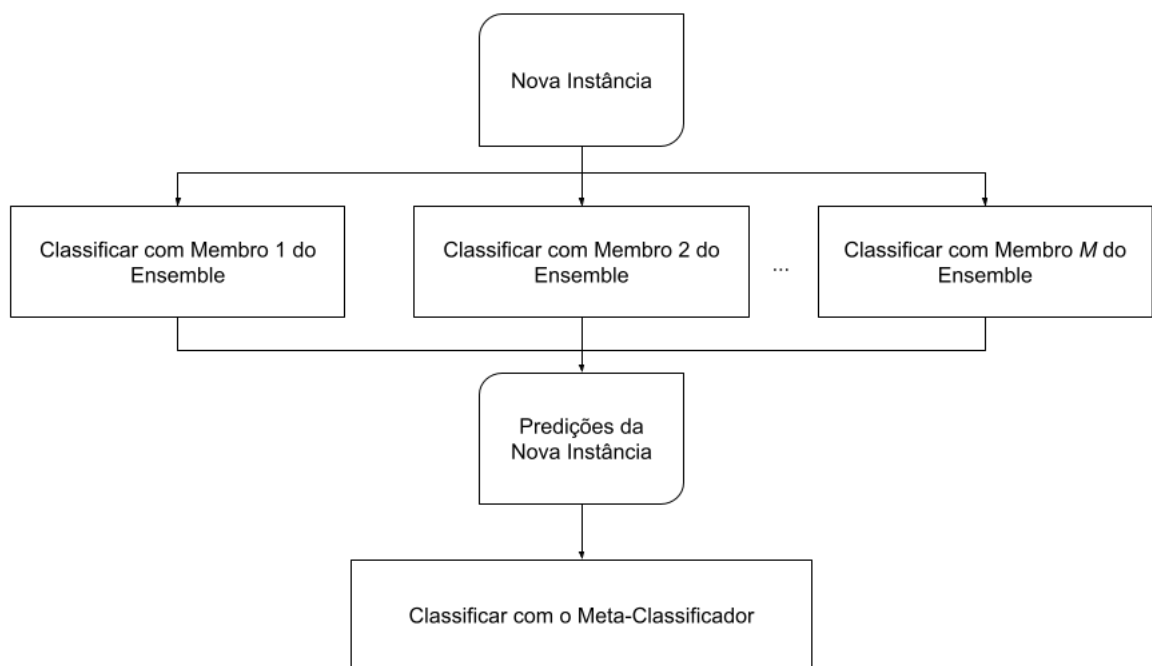 Nova Instância
Classificar com Membro 1 do
Ensemble
Classificar com Membro 2 do
Ensemble
...
Classificar com Membro M do
Ensemble
Predições da
Nova Instância
Classificar com o Meta-Classificador